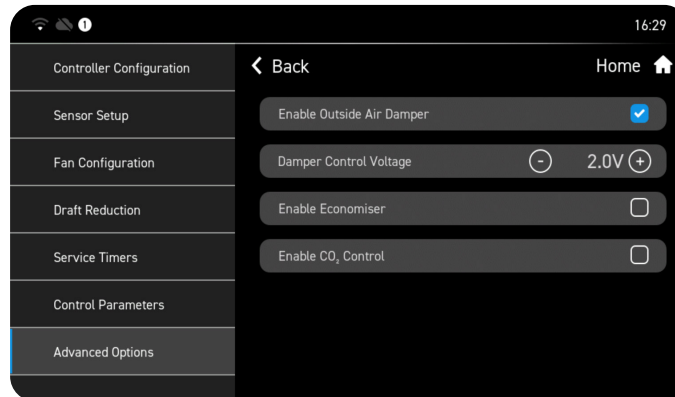 1 16:29
Controller Configuration
Sensor Setup
Fan Configuration
Draft Reduction
Service Timers
Control Parameters
Advanced Options
Back Home
Enable Outside Air Damper
Damper Control Voltage - 2.0V +
Enable Economiser
Enable CO₂ Control